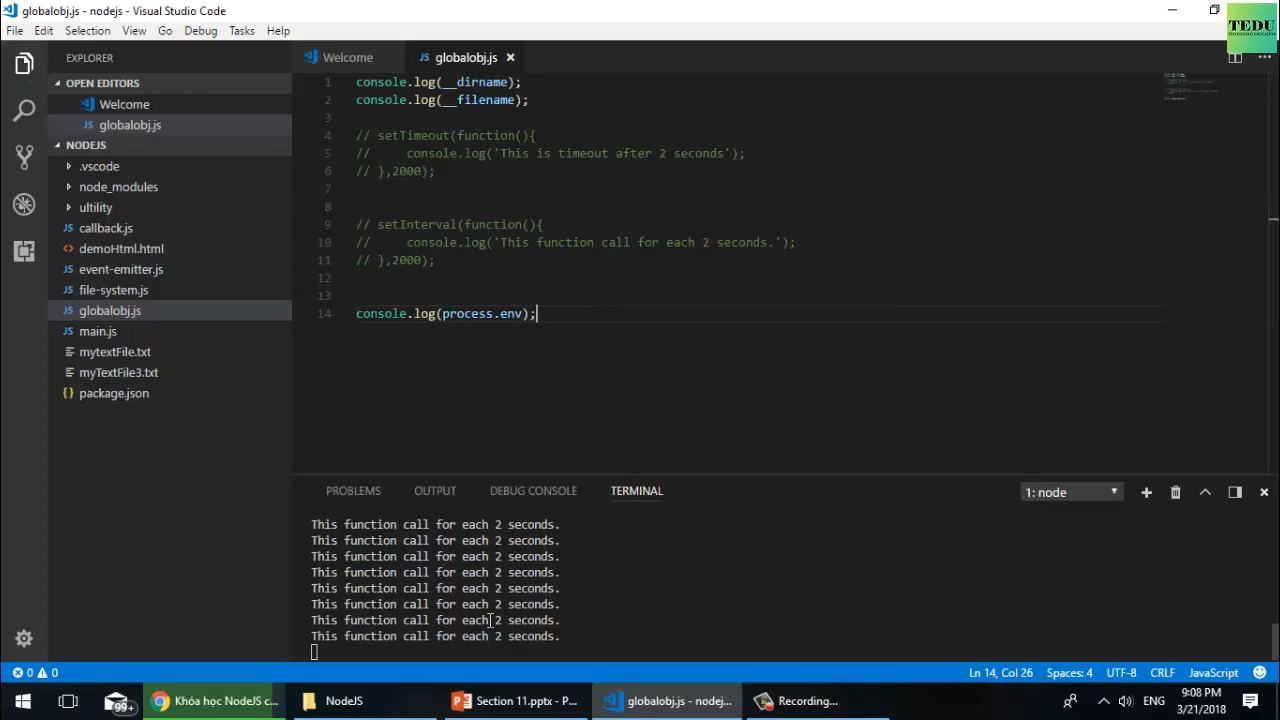 globalobj.js - nodejs - Visual Studio Code
TEDU
TECHNOLOGY EDUCATION
File Edit Selection View Go Debug Tasks Help
EXPLORER
OPEN EDITORS
Welcome
globalobj.js
NODEJS
.vscode
node_modules
ultility
callback.js
demoHtml.html
event-emitter.js
file-system.js
globalobj.js
main.js
mytextFile.txt
myTextFile3.txt
package.json
Welcome JS globalobj.js
1 console.log(__dirname);
2 console.log(__filename);
3
4 // setTimeout(function(){
5 //     console.log('This is timeout after 2 seconds');
6 // },2000);
7
8
9 // setInterval(function(){
10 //     console.log('This function call for each 2 seconds.');
11 // },2000);
12
13
14 console.log(process.env);
PROBLEMS OUTPUT DEBUG CONSOLE TERMINAL 1: node
This function call for each 2 seconds.
This function call for each 2 seconds.
This function call for each 2 seconds.
This function call for each 2 seconds.
This function call for each 2 seconds.
This function call for each 2 seconds.
This function call for each 2 seconds.
This function call for each 2 seconds.
0 0 Ln 14, Col 26 Spaces: 4 UTF-8 CRLF JavaScript
99+ Khóa học NodeJS c... NodeJS Section 11.pptx - P... globalobj.js - nodej... Recording... ENG 9:08 PM
3/21/2018